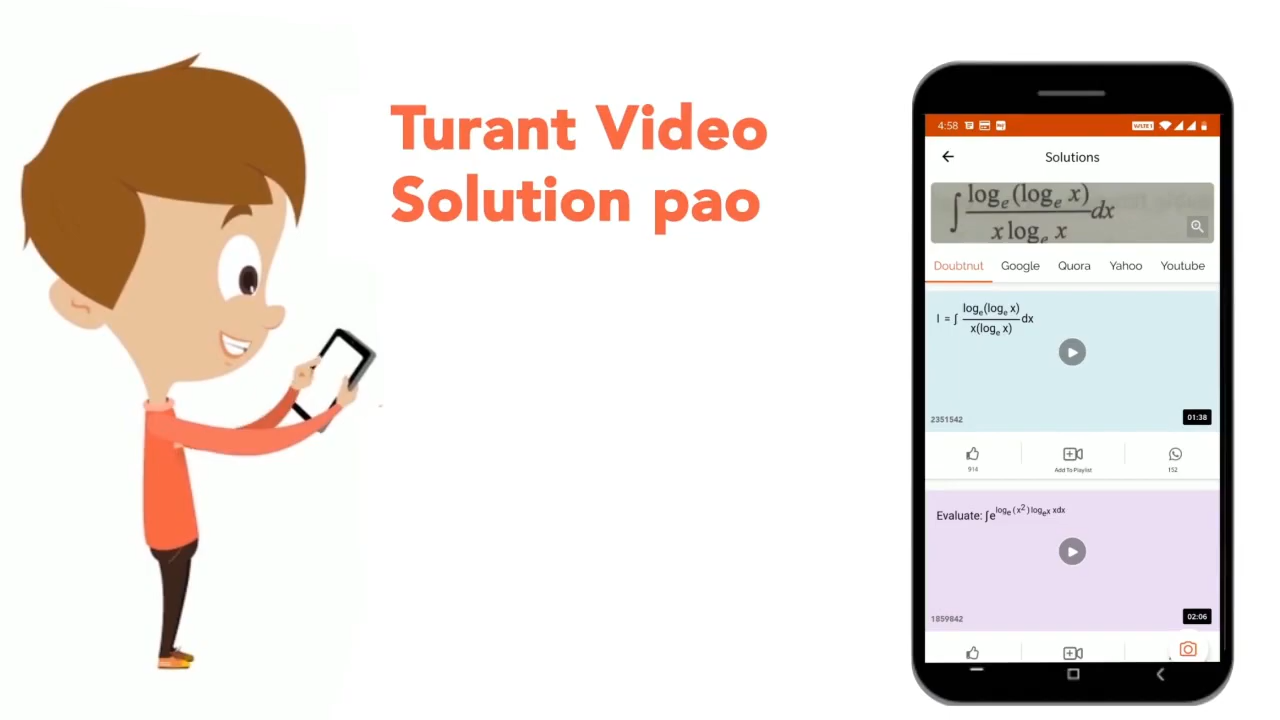 Turant Video
Solution pao
4:58
Solutions
∫ logₑ(logₑ x) / x logₑ x dx
Doubtnut Google Quora Yahoo Youtube
I = ∫ logₑ(logₑ x) / x(logₑ x) dx
2351542 01:38
914 Add To Playlist 152
Evaluate: ∫e^logₑ(x²)logₑx xdx
1859842 02:06